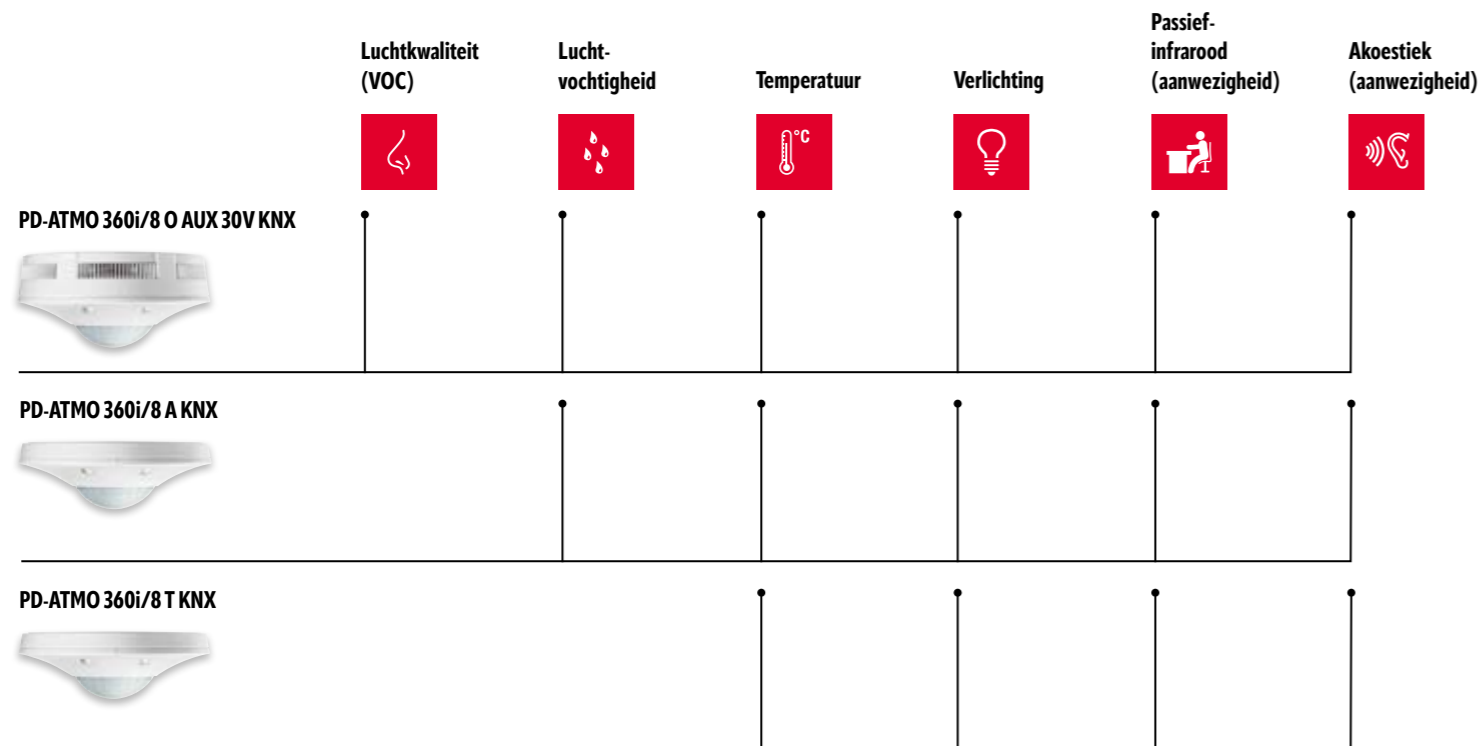 Luchtkwaliteit
(VOC)
Lucht-
vochtigheid
Temperatuur
Verlichting
Passief-
infrarood
(aanwezigheid)
Akoestiek
(aanwezigheid)
°C
PD-ATMO 360i/8 O AUX 30V KNX
PD-ATMO 360i/8 A KNX
PD-ATMO 360i/8 T KNX